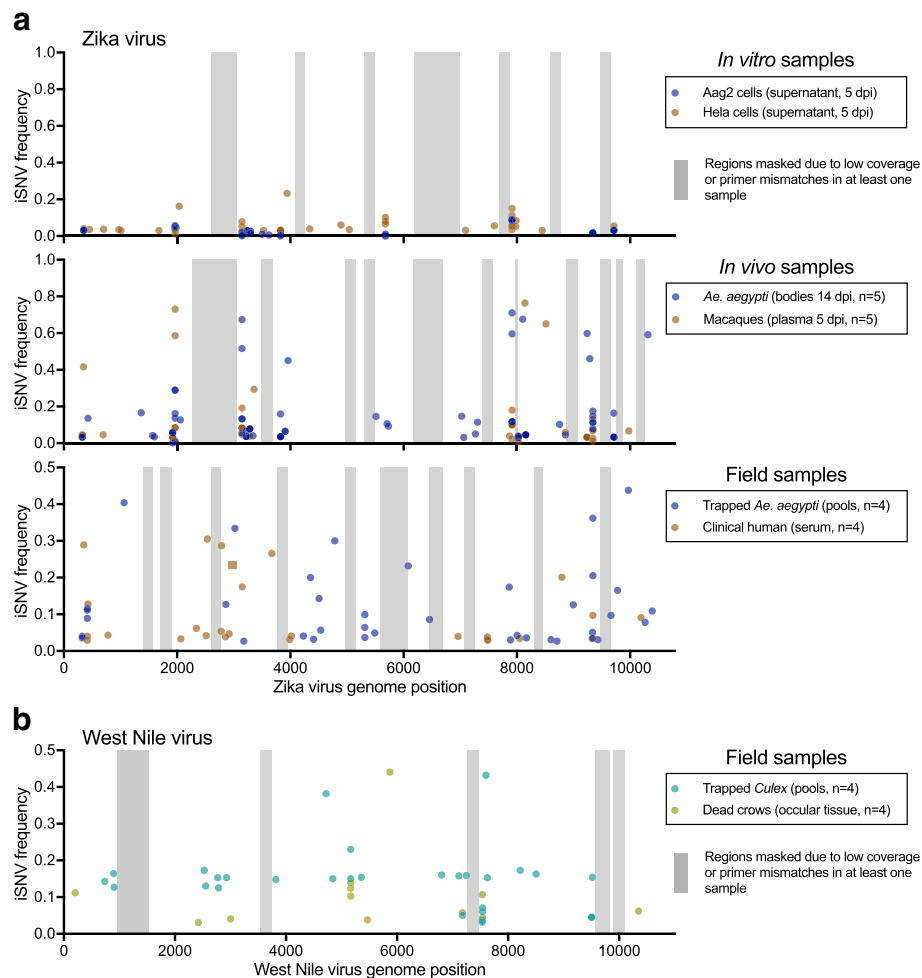 a
Zika virus
1.0
0.8
0.6
0.4
0.2
0.0
iSNV frequency
In vitro samples
Aag2 cells (supernatant, 5 dpi)
Hela cells (supernatant, 5 dpi)
Regions masked due to low coverage
or primer mismatches in at least one
sample
1.0
0.8
0.6
0.4
0.2
0.0
iSNV frequency
In vivo samples
Ae. aegypti (bodies 14 dpi, n=5)
Macaques (plasma 5 dpi, n=5)
0.5
0.4
0.3
0.2
0.1
0.0
iSNV frequency
Field samples
Trapped Ae. aegypti (pools, n=4)
Clinical human (serum, n=4)
0 2000 4000 6000 8000 10000
Zika virus genome position
b
West Nile virus
0.5
0.4
0.3
0.2
0.1
0.0
iSNV frequency
Field samples
Trapped Culex (pools, n=4)
Dead crows (occular tissue, n=4)
Regions masked due to low coverage
or primer mismatches in at least one
sample
0 2000 4000 6000 8000 10000
West Nile virus genome position